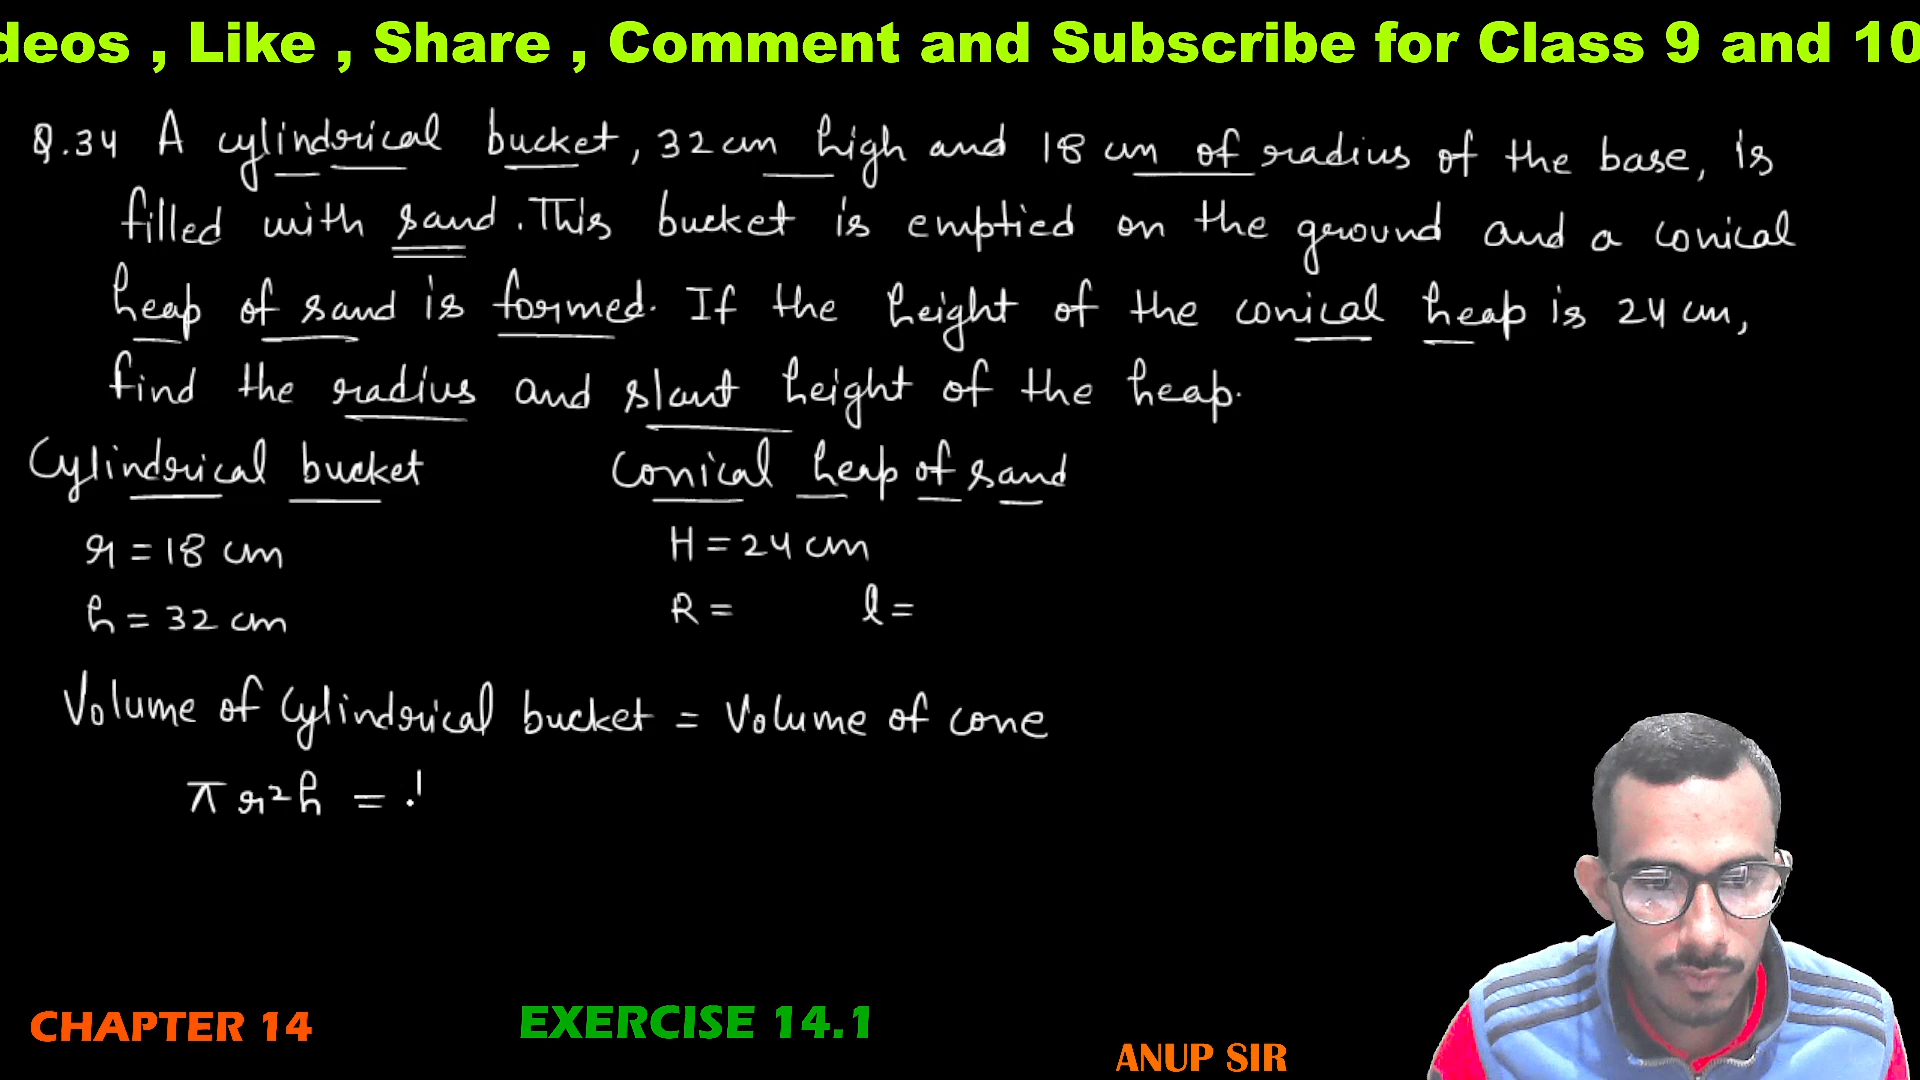 deos , Like , Share , Comment and Subscribe for Class 9 and 10
Q.34 A cylindrical bucket, 32 cm high and 18 cm of radius of the base, is
filled with sand. This bucket is emptied on the ground and a conical
heap of sand is formed. If the height of the conical heap is 24 cm,
find the radius and slant height of the heap.
Cylindrical bucket
Conical heap of sand
r = 18 cm
H = 24 cm
h = 32 cm
R =
l =
Volume of Cylindrical bucket = Volume of cone
π r²h =
CHAPTER 14
EXERCISE 14.1
ANUP SIR